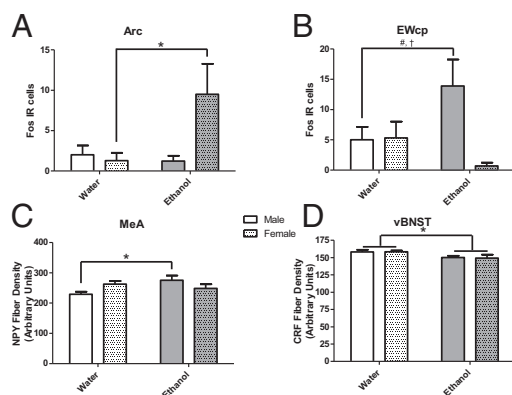 A
Arc
Fos IR cells
15
10
5
0
*
Water
Ethanol
B
EWcp
Fos IR cells
25
20
15
10
5
0
#, †
Water
Ethanol
C
MeA
NPY Fiber Density
(Arbitrary Units)
400
300
200
100
0
*
Water
Ethanol
Male
Female
D
vBNST
CRF Fiber Density
(Arbitrary Units)
175
150
125
100
75
50
25
0
*
Water
Ethanol